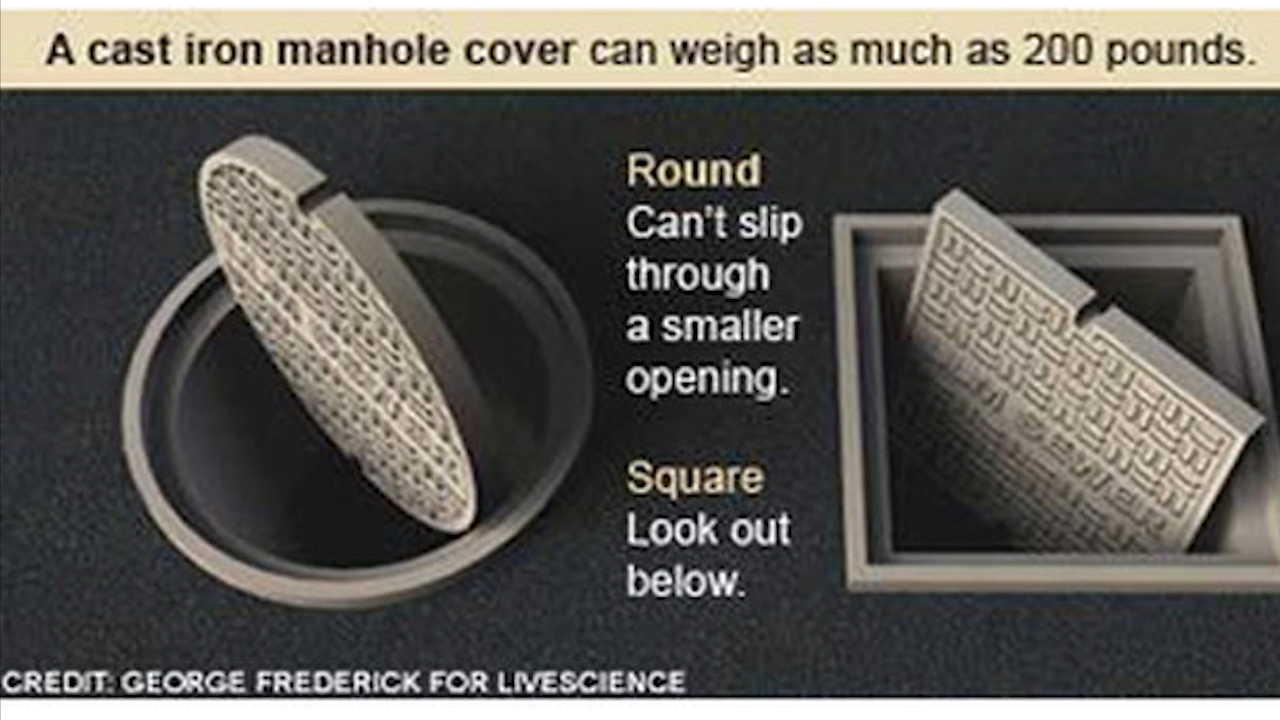 A cast iron manhole cover can weigh as much as 200 pounds.
Round
Can't slip
through
a smaller
opening.
Square
Look out
below.
CREDIT: GEORGE FREDERICK FOR LIVESCIENCE